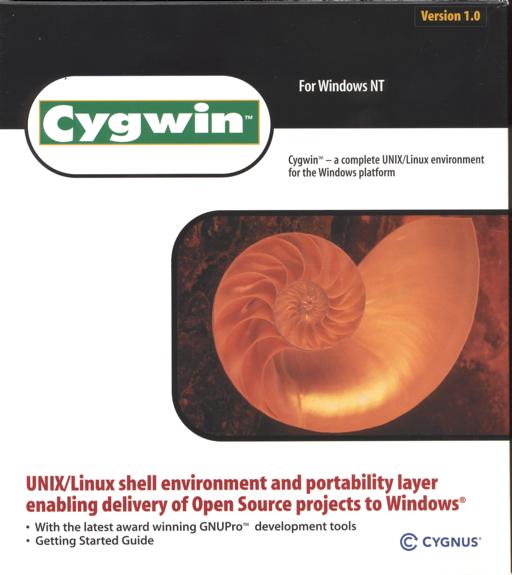 Version 1.0
For Windows NT
Cygwin™
Cygwin™ – a complete UNIX/Linux environment
for the Windows platform
UNIX/Linux shell environment and portability layer
enabling delivery of Open Source projects to Windows®
• With the latest award winning GNUPro™ development tools
• Getting Started Guide
CYGNUS®